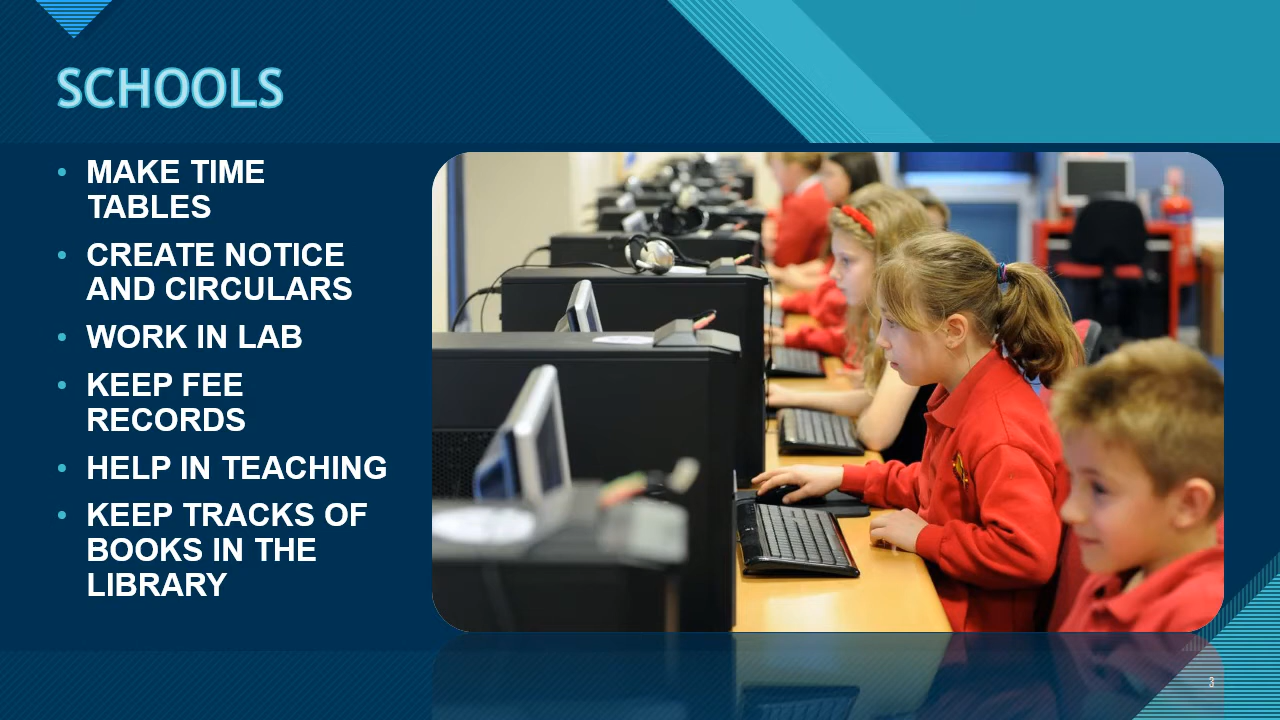 SCHOOLS
• MAKE TIME
TABLES
• CREATE NOTICE
AND CIRCULARS
• WORK IN LAB
• KEEP FEE
RECORDS
• HELP IN TEACHING
• KEEP TRACKS OF
BOOKS IN THE
LIBRARY
3